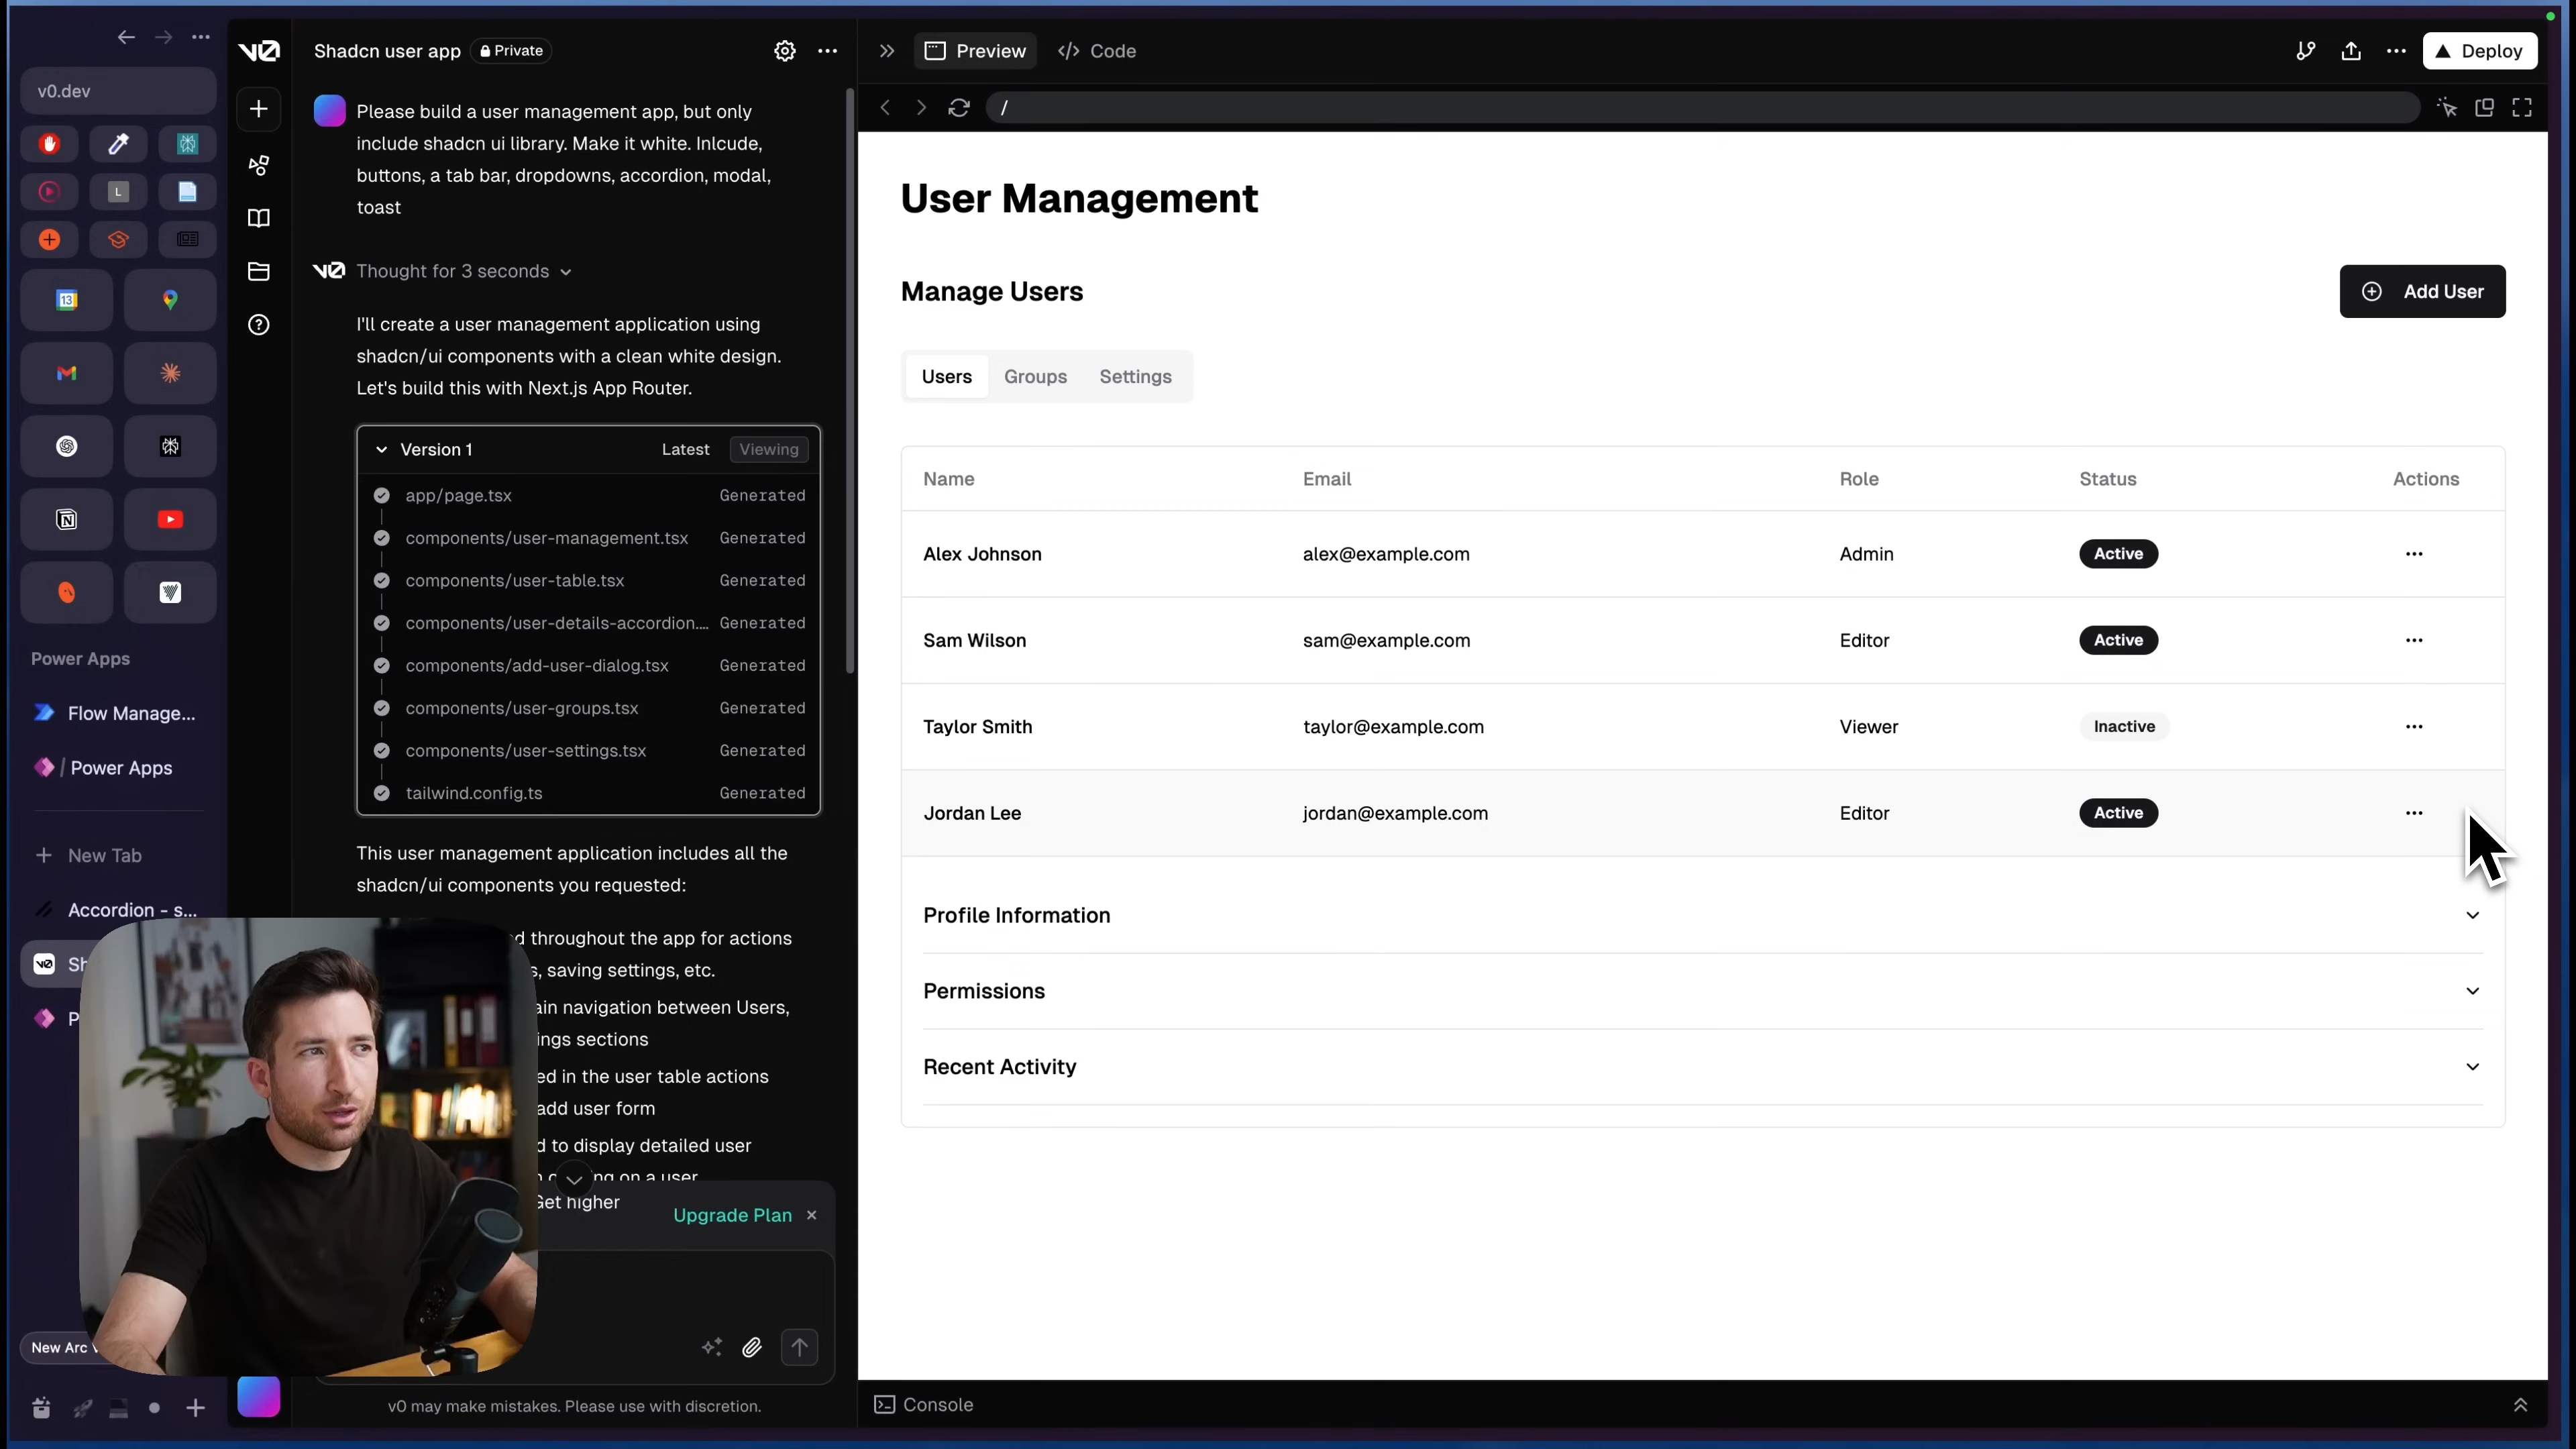 v0.dev
13
L
Power Apps
Flow Manage...
/ Power Apps
New Tab
Accordion - s...
Sh
P
New Arc
v0
Shadcn user app
Private
Please build a user management app, but only
include shadcn ui library. Make it white. Inlcude,
buttons, a tab bar, dropdowns, accordion, modal,
toast
v0 Thought for 3 seconds
I'll create a user management application using
shadcn/ui components with a clean white design.
Let's build this with Next.js App Router.
Version 1 Latest Viewing
app/page.tsx Generated
components/user-management.tsx Generated
components/user-table.tsx Generated
components/user-details-accordion.... Generated
components/add-user-dialog.tsx Generated
components/user-groups.tsx Generated
components/user-settings.tsx Generated
tailwind.config.ts Generated
This user management application includes all the
shadcn/ui components you requested:
d throughout the app for actions
s, saving settings, etc.
ain navigation between Users,
ings sections
ed in the user table actions
add user form
d to display detailed user
ng on a user
Get higher
Upgrade Plan
v0 may make mistakes. Please use with discretion.
Preview
Code
Deploy
/
User Management
Manage Users
Add User
Users Groups Settings
Name Email Role Status Actions
Alex Johnson alex@example.com Admin Active
Sam Wilson sam@example.com Editor Active
Taylor Smith taylor@example.com Viewer Inactive
Jordan Lee jordan@example.com Editor Active
Profile Information
Permissions
Recent Activity
Console